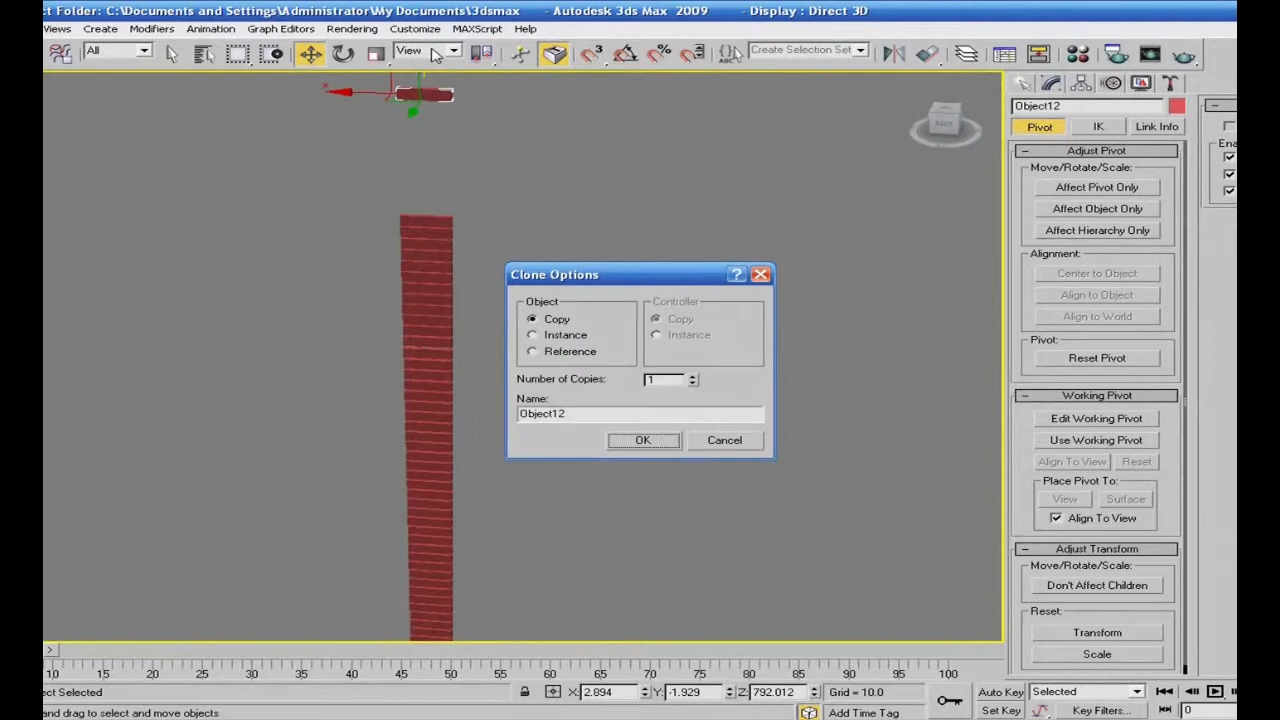 ct Folder: C:\Documents and Settings\Administrator\My Documents\3dsmax - Autodesk 3ds Max 2009 - Display : Direct 3D
Views Create Modifiers Animation Graph Editors Rendering Customize MAXScript Help
All View 3 % ABC Create Selection Set
x
BACK
Object12
Pivot IK Link Info
Adjust Pivot
Move/Rotate/Scale:
Affect Pivot Only
Affect Object Only
Affect Hierarchy Only
Alignment:
Center to Object
Align to Object
Align to World
Pivot:
Reset Pivot
Working Pivot
Edit Working Pivot
Use Working Pivot
Align To View Reset
Place Pivot To:
View Surface
Align To View
Adjust Transform
Move/Rotate/Scale:
Don't Affect Children
Reset:
Transform
Scale
Ena
Clone Options
Object
Copy
Instance
Reference
Controller
Copy
Instance
Number of Copies: 1
Name:
Object12
OK Cancel
10 15 20 25 30 35 40 45 50 55 60 65 70 75 80 85 90 95 100
ect Selected X: 2.894 Y: -1.929 Z: 792.012 Grid = 10.0 Auto Key Selected
and drag to select and move objects Add Time Tag Set Key Key Filters... 0